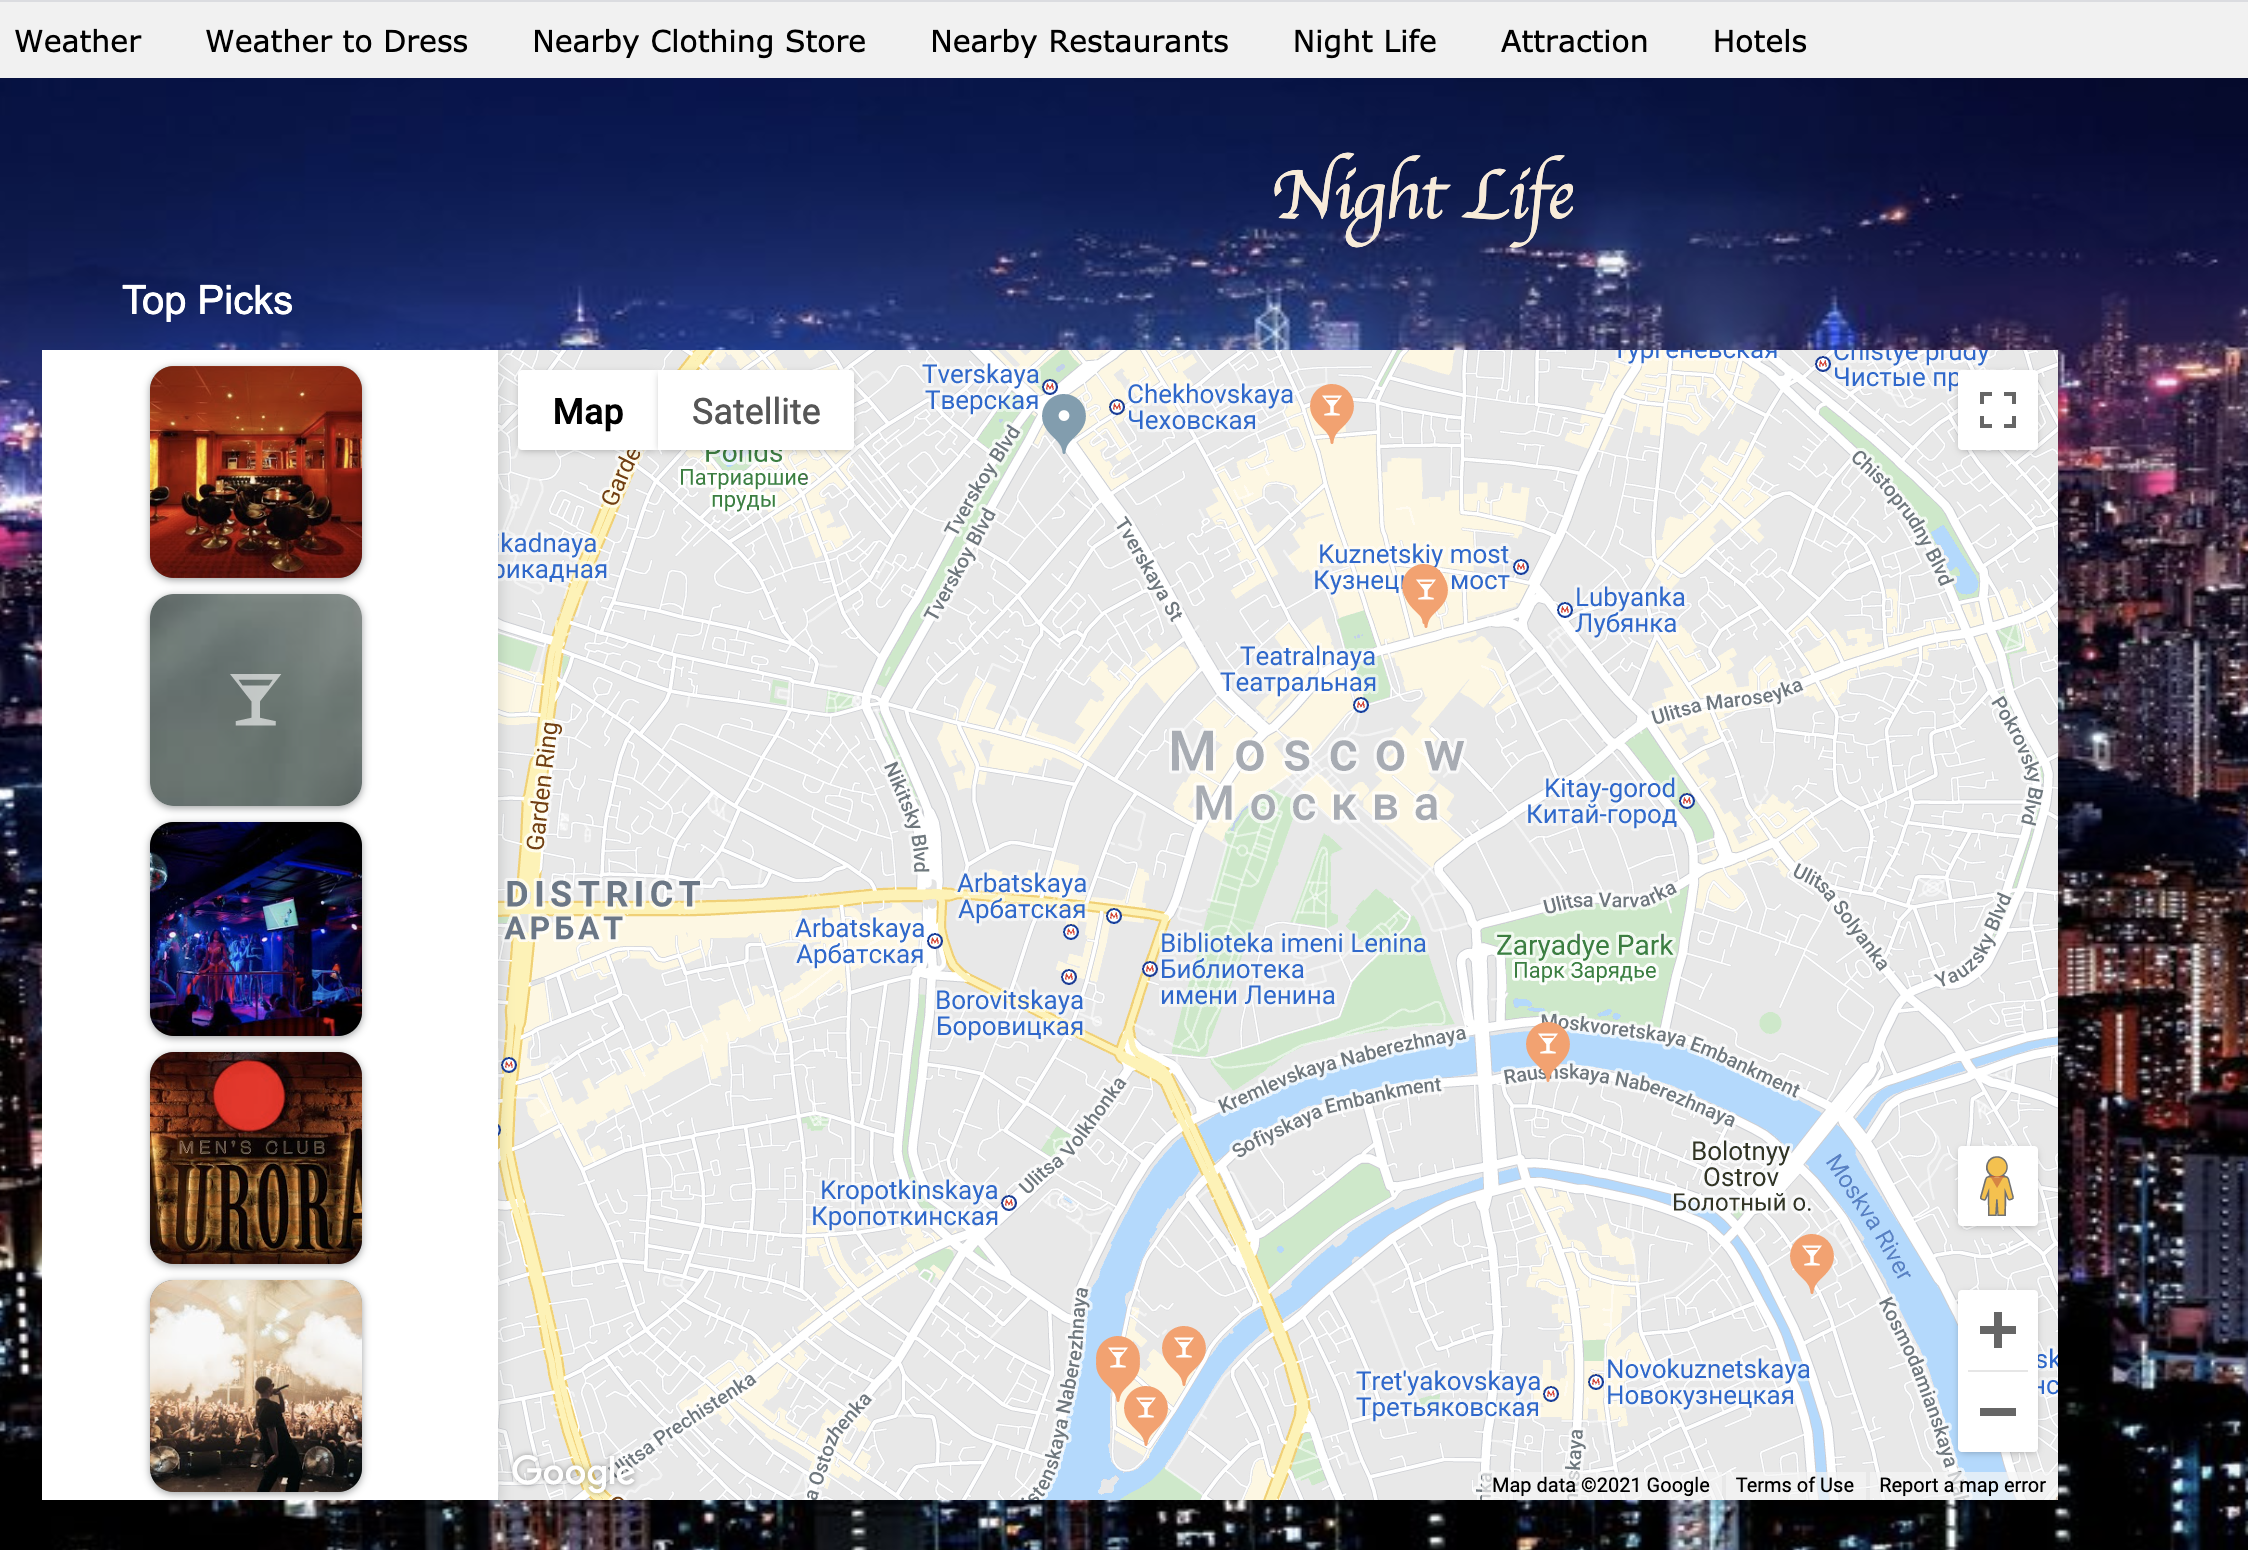 Weather
Weather to Dress
Nearby Clothing Store
Nearby Restaurants
Night Life
Attraction
Hotels
Night Life
Top Picks
MEN'S CLUB
Map
Satellite
Tverskaya
Тверская
Chekhovskaya
Чеховская
Тургеневская
Chistye prudy
Чистые
Ponds
Патриаршие
пруды
Tverskoy Blvd
Tverskoy Blvd
Tverskaya St
Chistoprudny Blvd
Kuznetskiy most
мост
Lubyanka
Лубянка
Teatralnaya
Театральная
Ulitsa Maroseyka
Pokrovsky Blvd
Moscow
Москва
Garden Ring
Nikitsky Blvd
Kitay-gorod
Китай-город
DISTRICT
АРБАТ
Arbatskaya
Арбатская
Arbatskaya
Арбатская
Ulitsa Varvarka
Ulitsa Solyanka
Yauzsky Blvd
Biblioteka imeni Lenina
Библиотека
имени Ленина
Zaryadye Park
Парк Зарядье
Borovitskaya
Боровицкая
Kremlevskaya Naberezhnaya
Moskvoretskaya Embankment
Sofiyskaya Embankment
Raushskaya Naberezhnaya
Ulitsa Volkhonka
Bolotnyy
Ostrov
Болотный о.
Moskva River
Kropotkinskaya
Кропоткинская
Kosmodamianskaya
Tret'yakovskaya
Третьяковская
Novokuznetskaya
Новокузнецкая
Ulitsa Prechistenka
Ostozhenka
Naberezhnaya
Google
Map data ©2021 Google
Terms of Use
Report a map error